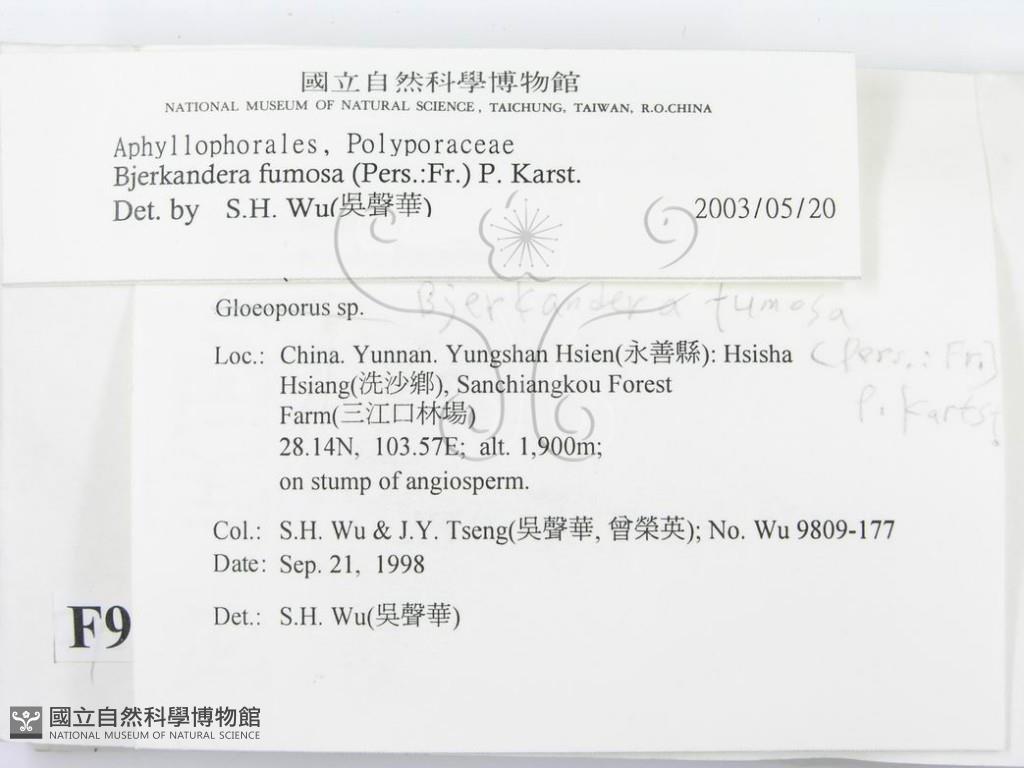 國立自然科學博物館
NATIONAL MUSEUM OF NATURAL SCIENCE, TAICHUNG, TAIWAN, R.O.CHINA
Aphyllophorales, Polyporaceae
Bjerkandera fumosa (Pers.:Fr.) P. Karst.
Det. by S.H. Wu(吳聲華) 2003/05/20
Gloeoporus sp. Bjerkandera fumosa
(Pers.: Fr.)
P. Karst
Loc.: China. Yunnan. Yungshan Hsien(永善縣): Hsisha
Hsiang(洗沙鄉), Sanchiangkou Forest
Farm(三江口林場)
28.14N, 103.57E; alt. 1,900m;
on stump of angiosperm.
Col.: S.H. Wu & J.Y. Tseng(吳聲華, 曾榮英); No. Wu 9809-177
Date: Sep. 21, 1998
Det.: S.H. Wu(吳聲華)
F9
國立自然科學博物館
NATIONAL MUSEUM OF NATURAL SCIENCE